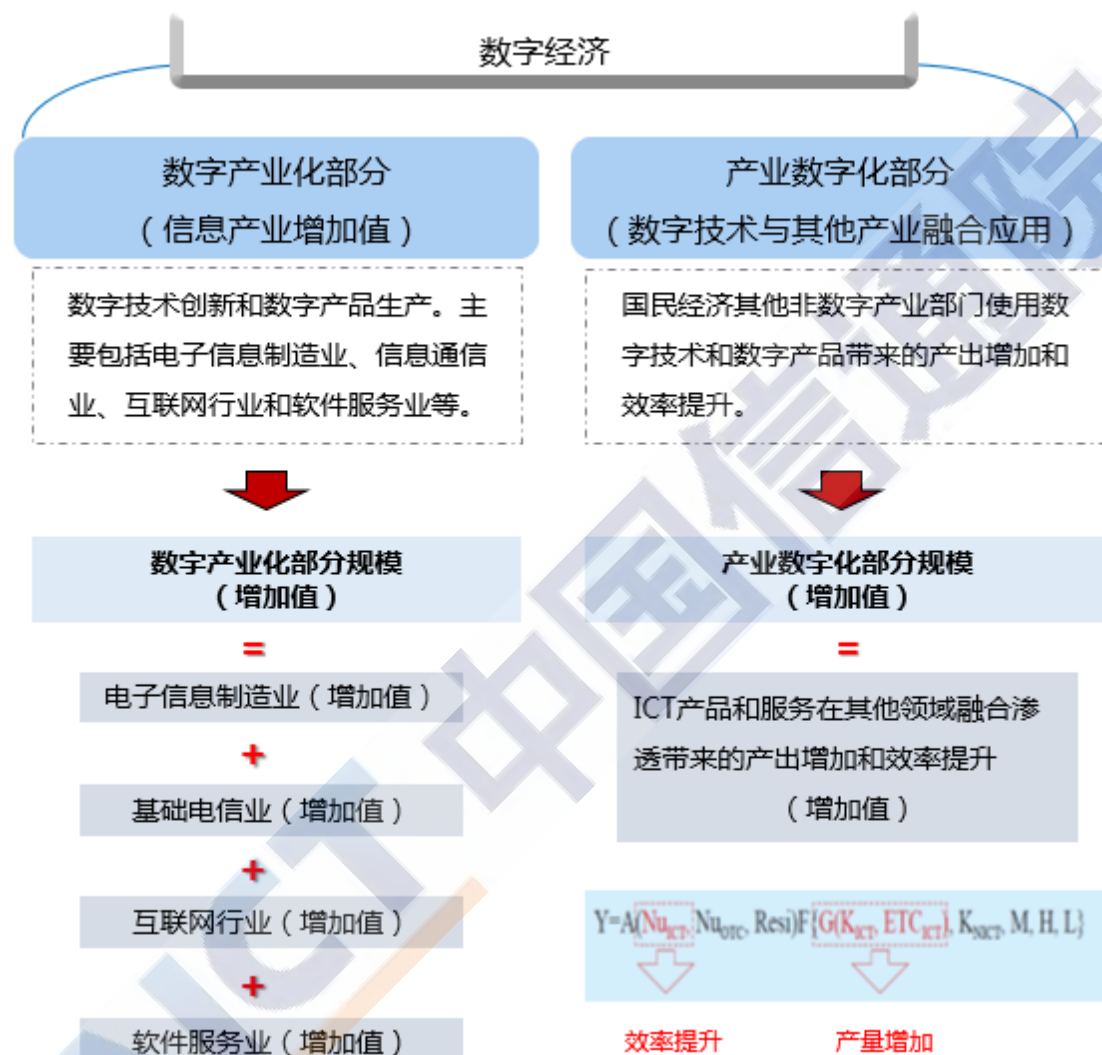 数字经济
数字产业化部分
（信息产业增加值）
数字技术创新和数字产品生产。主
要包括电子信息制造业、信息通信
业、互联网行业和软件服务业等。
数字产业化部分规模
（增加值）
=
电子信息制造业（增加值）
+
基础电信业（增加值）
+
互联网行业（增加值）
+
软件服务业（增加值）
产业数字化部分
（数字技术与其他产业融合应用）
国民经济其他非数字产业部门使用数
字技术和数字产品带来的产出增加和
效率提升。
产业数字化部分规模
（增加值）
=
ICT产品和服务在其他领域融合渗
透带来的产出增加和效率提升
（增加值）
Y=A(Nu_ICT, Nu_OTC, Resi)F{G(K_ICT, ETC_ICT), K_NICT, M, H, L}
效率提升 产量增加
ICT 中国信通院